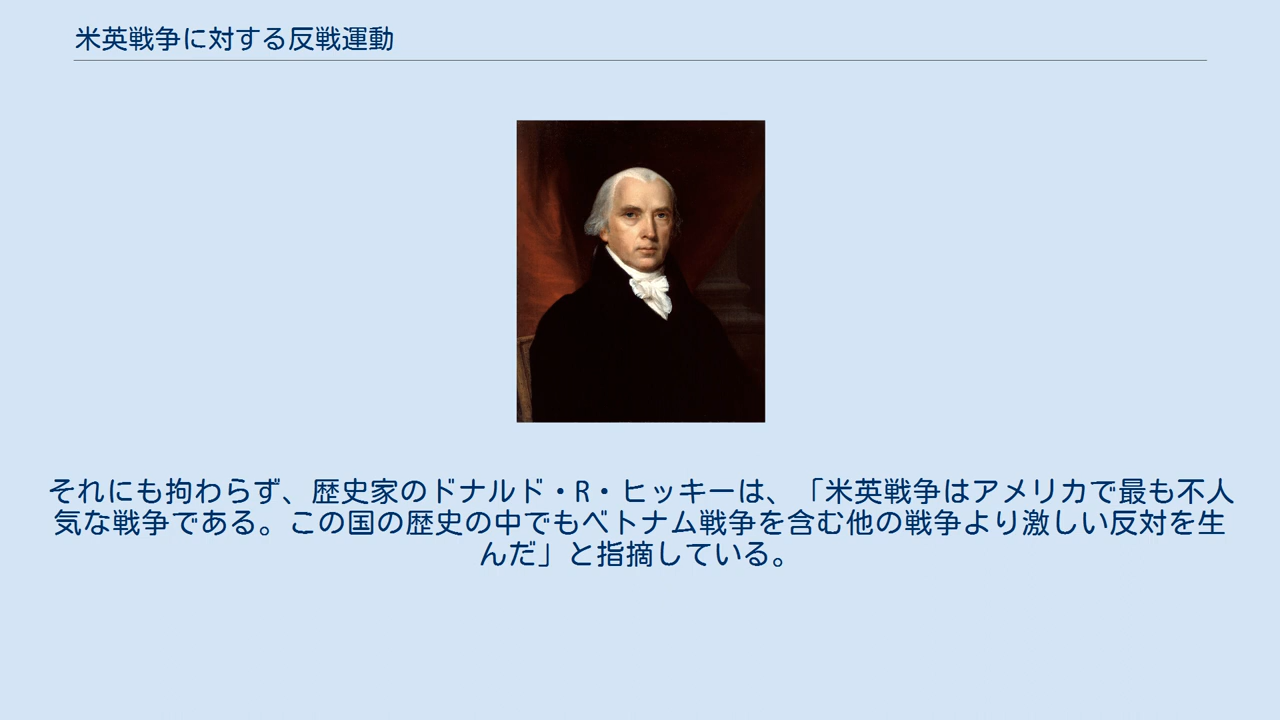 米英戦争に対する反戦運動
それにも拘わらず、歴史家のドナルド・R・ヒッキーは、「米英戦争はアメリカで最も不人
気な戦争である。この国の歴史の中でもベトナム戦争を含む他の戦争より激しい反対を生
んだ」と指摘している。